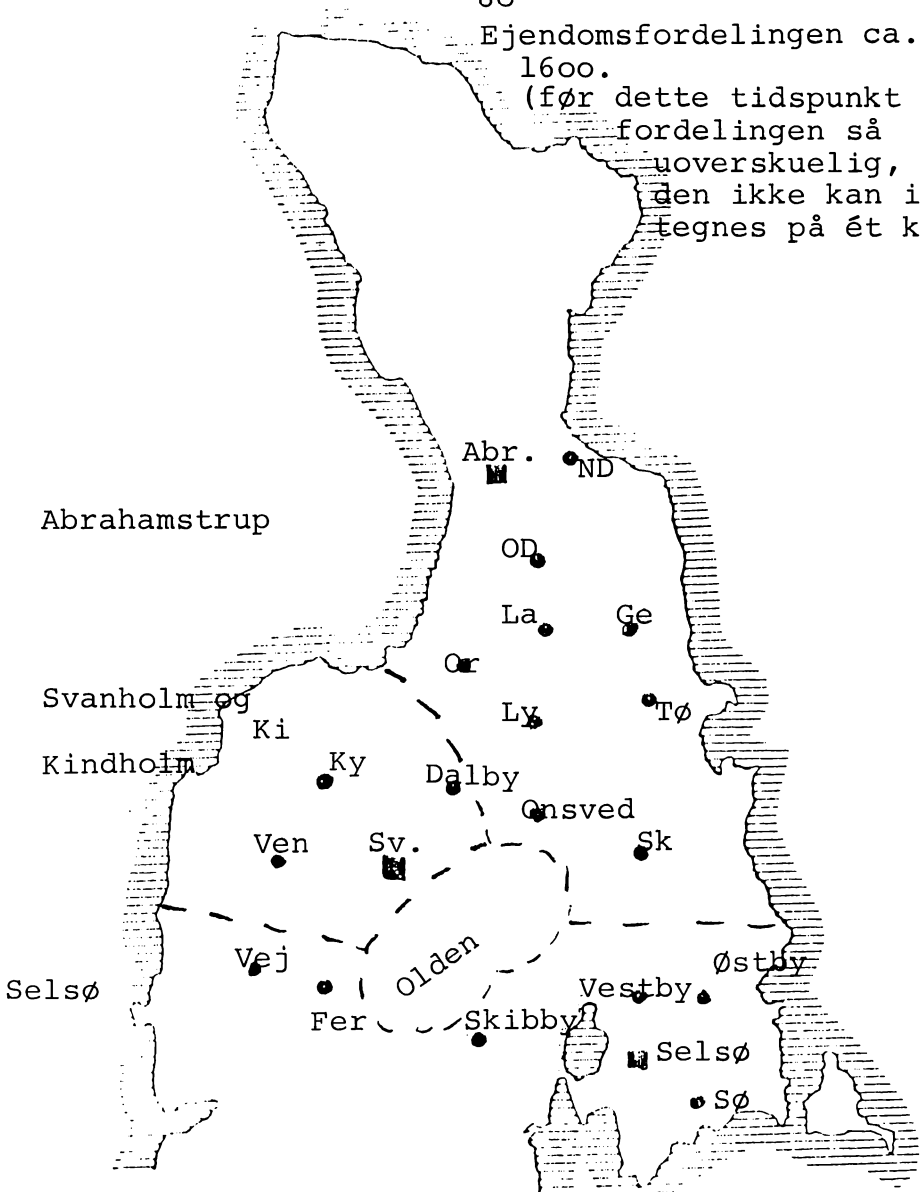 Ejendomsfordelingen ca.
16oo.
(før dette tidspunkt
fordelingen så
uoverskuelig,
den ikke kan i
tegnes på ét k
Abr.
ND
Abrahamstrup
OD
La
Ge
Or
Svanholm og
Ki
Ly
Tø
Kindholm
Ky
Dalby
Onsved
Ven
Sv.
Sk
Vej
Olden
Østby
Selsø
Vestby
Fer
Skibby
Selsø
Sø